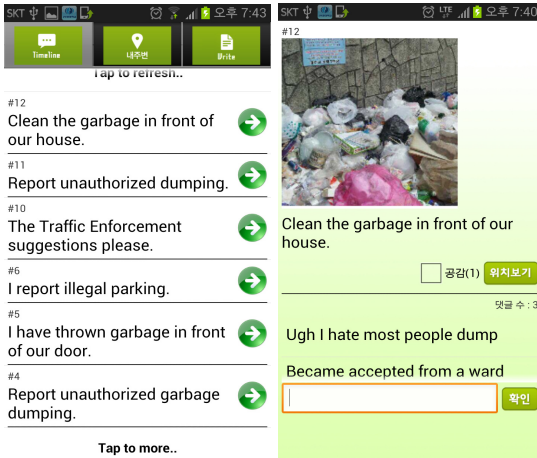 SKT 오후 7:43
Timeline 내주변 Write
Tap to refresh..
#12
Clean the garbage in front of
our house.
#11
Report unauthorized dumping.
#10
The Traffic Enforcement
suggestions please.
#6
I report illegal parking.
#5
I have thrown garbage in front
of our door.
#4
Report unauthorized garbage
dumping.
Tap to more..
SKT LTE 오후 7:40
#12
Clean the garbage in front of our
house.
공감(1) 위치보기
댓글 수 : 3
Ugh I hate most people dump
Became accepted from a ward
확인